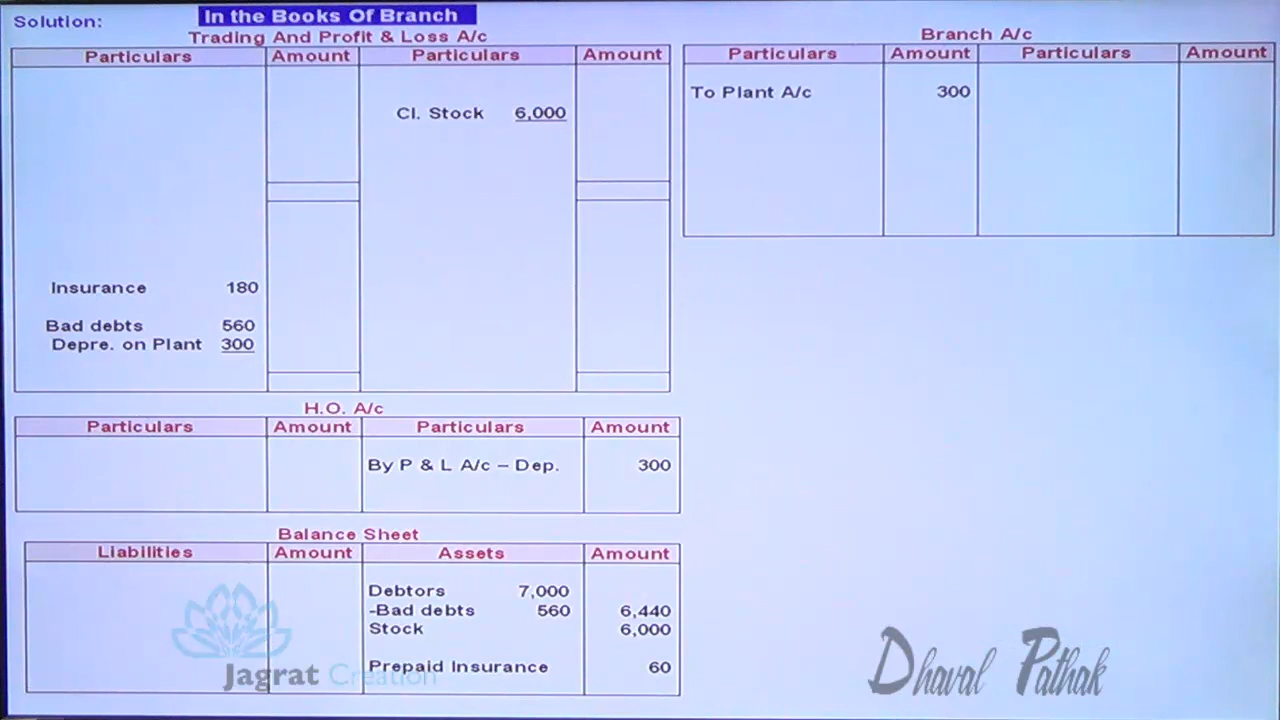 Solution:
In the Books Of Branch
Trading And Profit & Loss A/c
Particulars Amount Particulars Amount
Cl. Stock 6,000
Insurance 180
Bad debts 560
Depre. on Plant 300
Branch A/c
Particulars Amount Particulars Amount
To Plant A/c 300
H.O. A/c
Particulars Amount Particulars Amount
By P & L A/c – Dep. 300
Balance Sheet
Liabilities Amount Assets Amount
Debtors 7,000
-Bad debts 560 6,440
Stock 6,000
Prepaid Insurance 60
Jagrat Creation
Dhaval Pathak